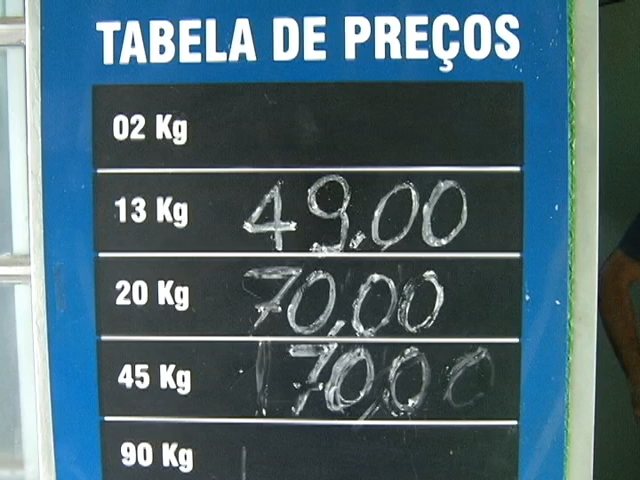 TABELA DE PREÇOS
02 Kg
13 Kg 49.00
20 Kg 70,00
45 Kg 170,00
90 Kg